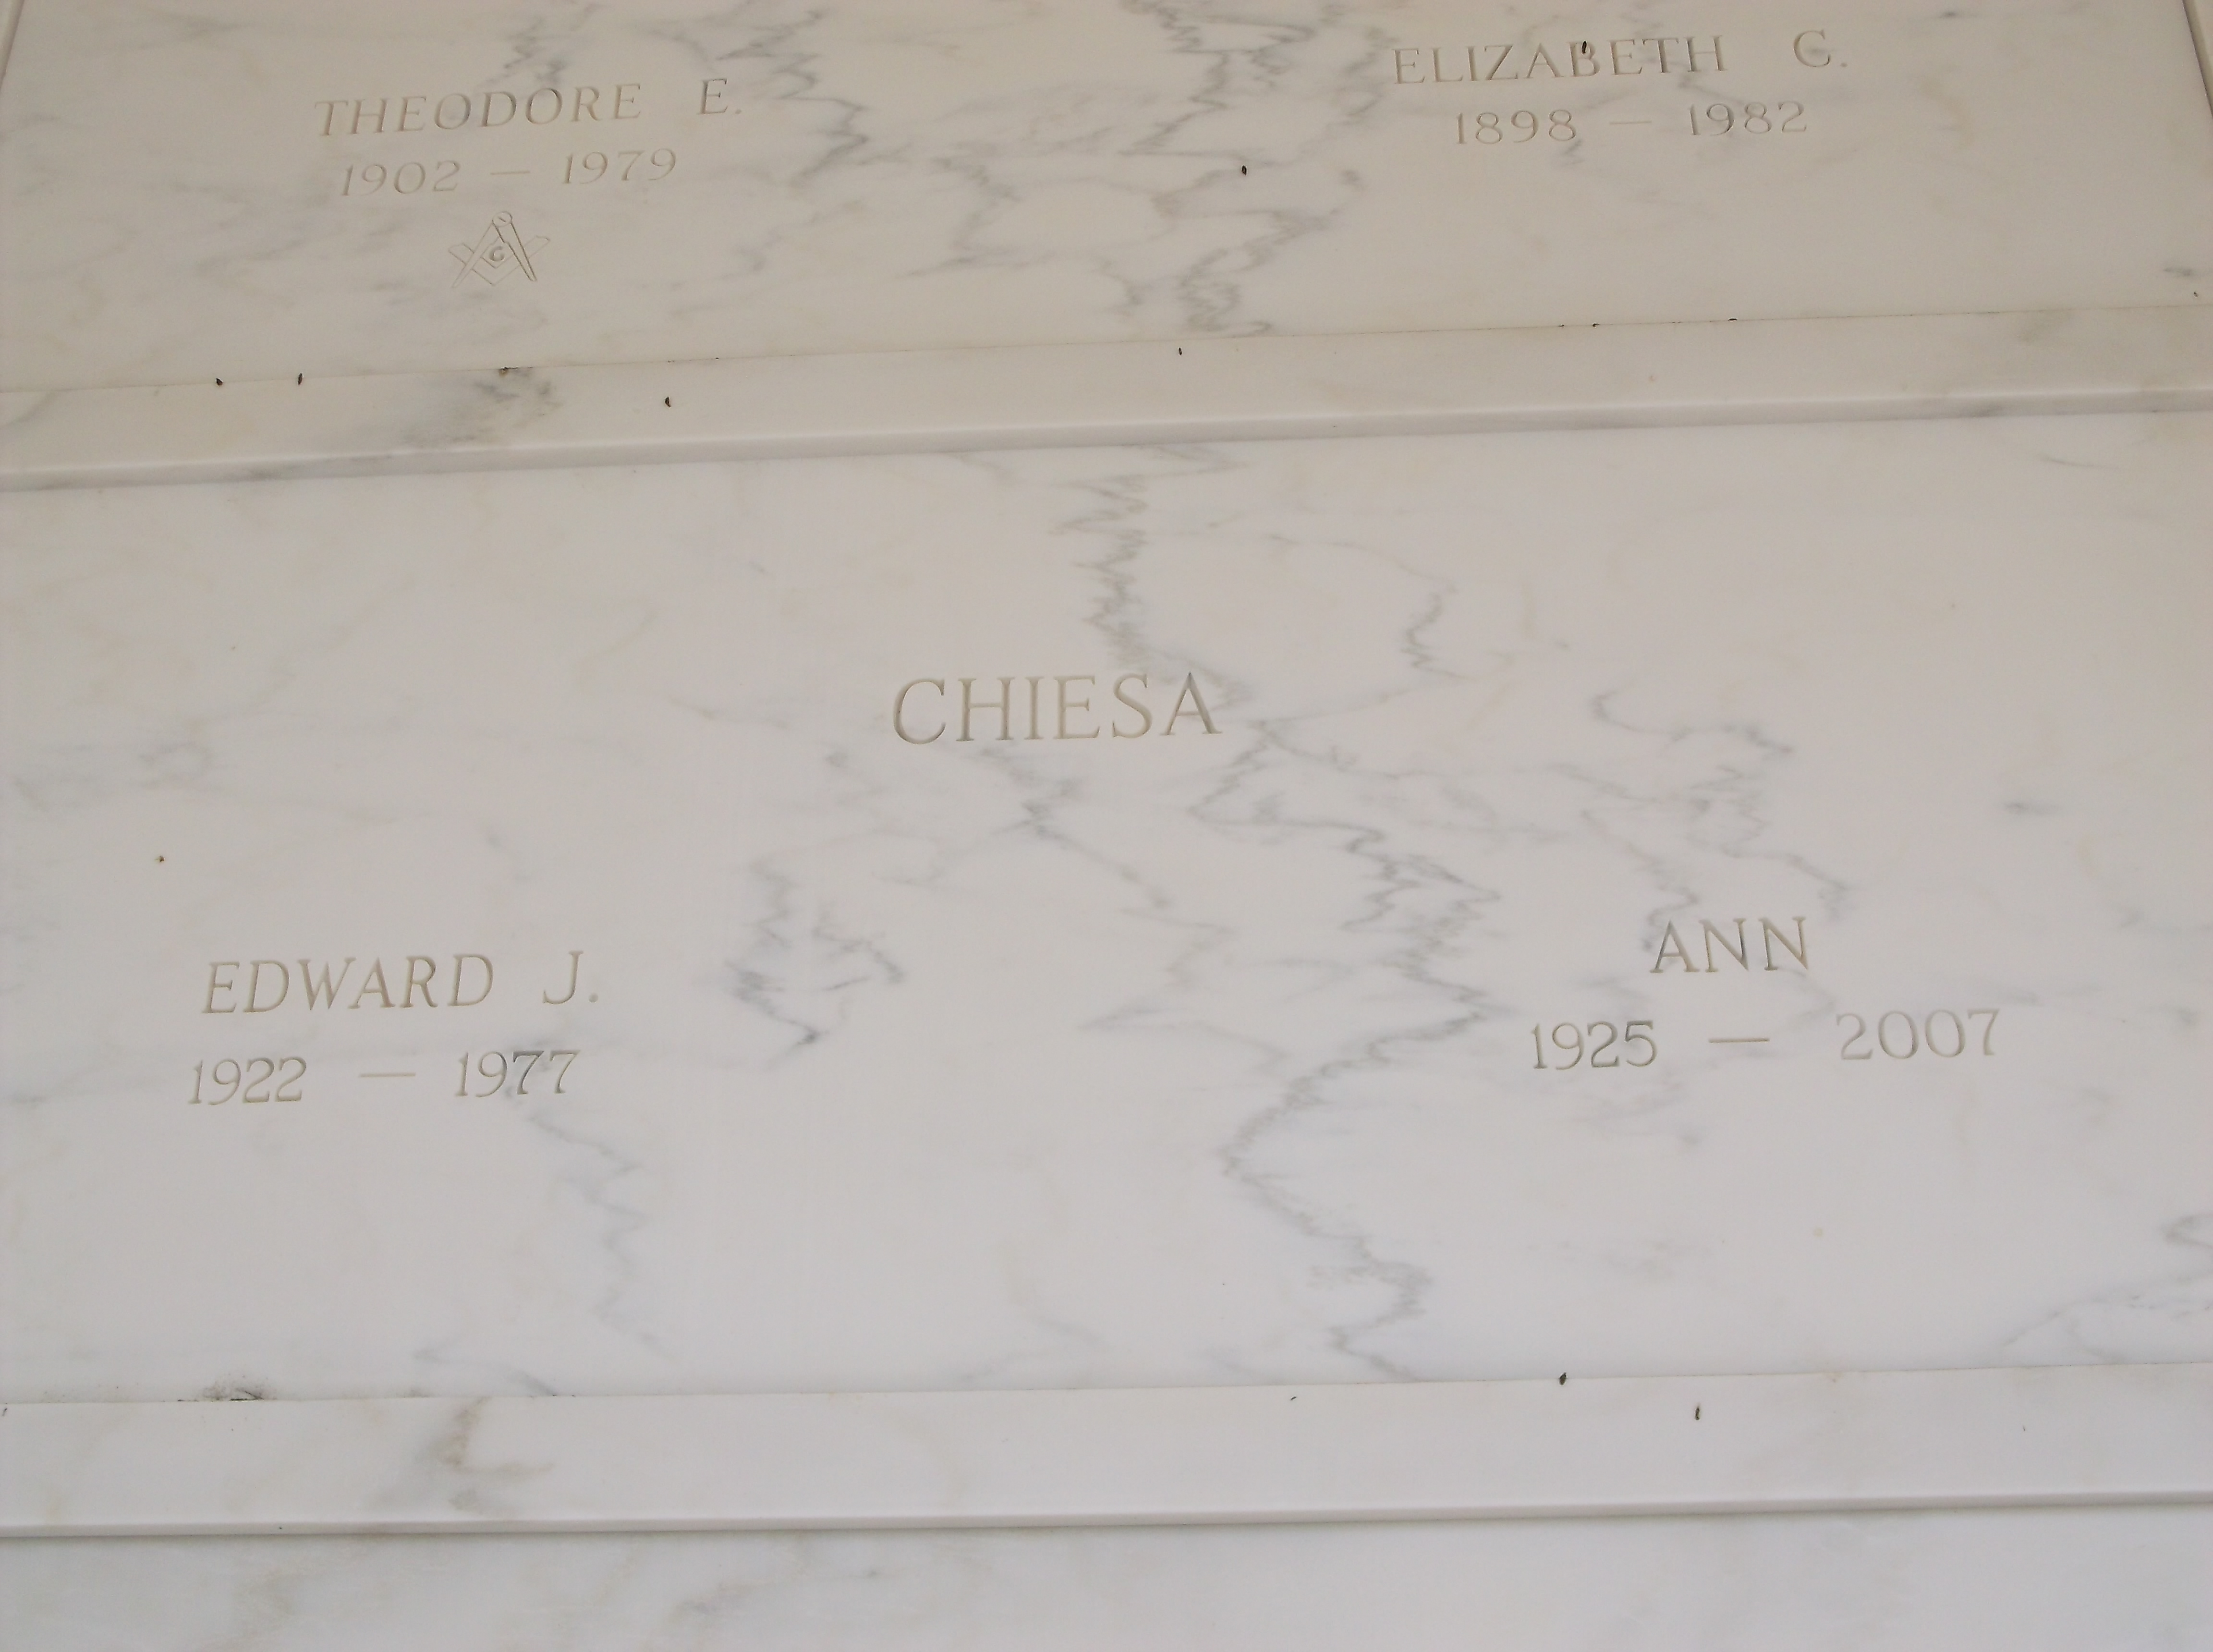 THEODORE E.
1902 — 1979
G
ELIZABETH G.
1898 — 1982
CHIESA
EDWARD J.
1922 — 1977
ANN
1925 — 2007